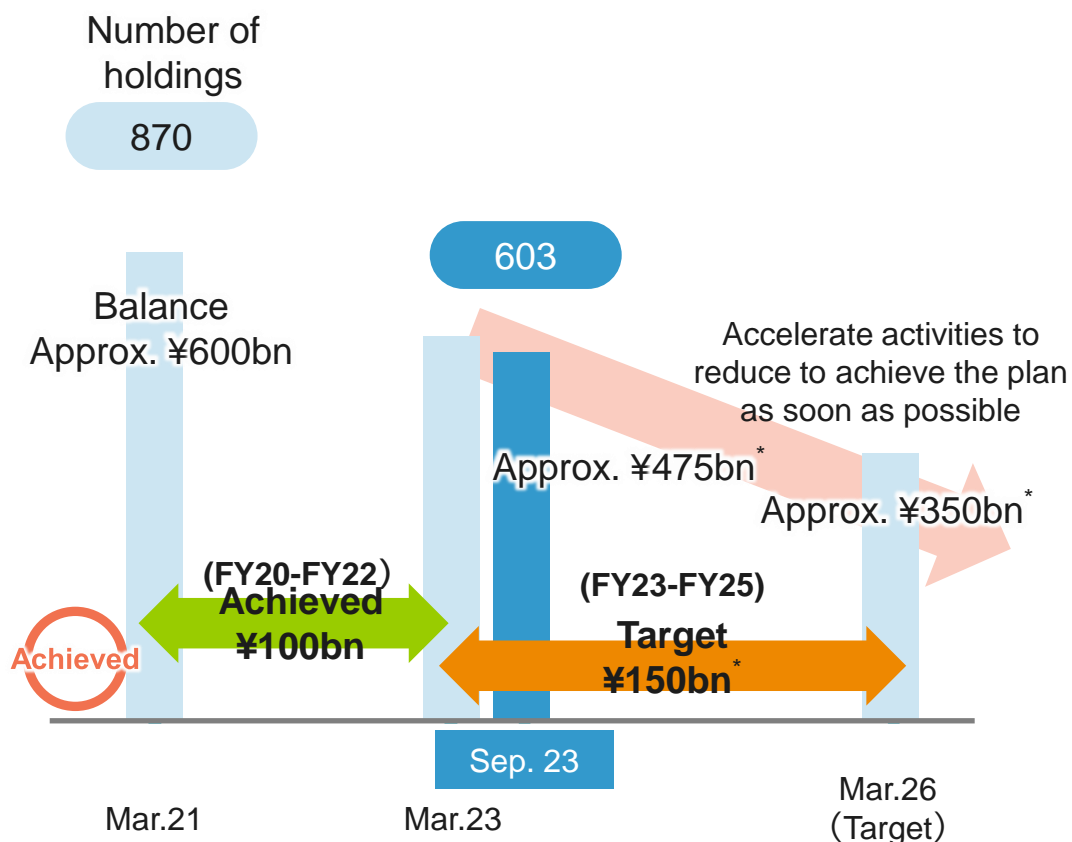 Number of
holdings
870
603
Balance
Approx. ¥600bn
Accelerate activities to
reduce to achieve the plan
as soon as possible
Approx. ¥475bn*
Approx. ¥350bn*
(FY20-FY22）
Achieved
¥100bn
(FY23-FY25)
Target
¥150bn*
Achieved
Sep. 23
Mar.21
Mar.23
Mar.26
（Target）